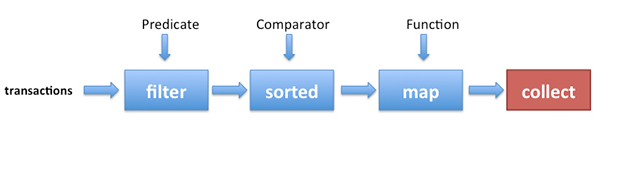 Predicate Comparator Function
transactions filter sorted map collect